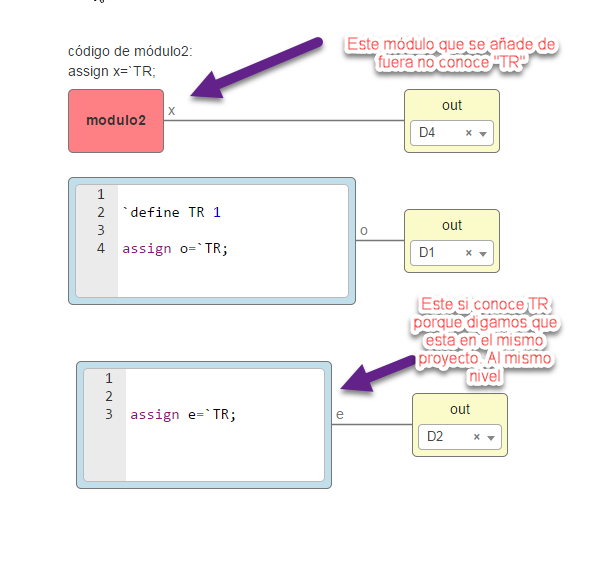 código de módulo2:
assign x=`TR;
Este módulo que se añade de
fuera no conoce "TR"
modulo2
x
out
D4 ×
1
2 `define TR 1
3
4 assign o=`TR;
o
out
D1 ×
Este si conoce TR
porque digamos que
esta en el mismo
proyecto. Al mismo
nivel
1
2
3 assign e=`TR;
e
out
D2 ×